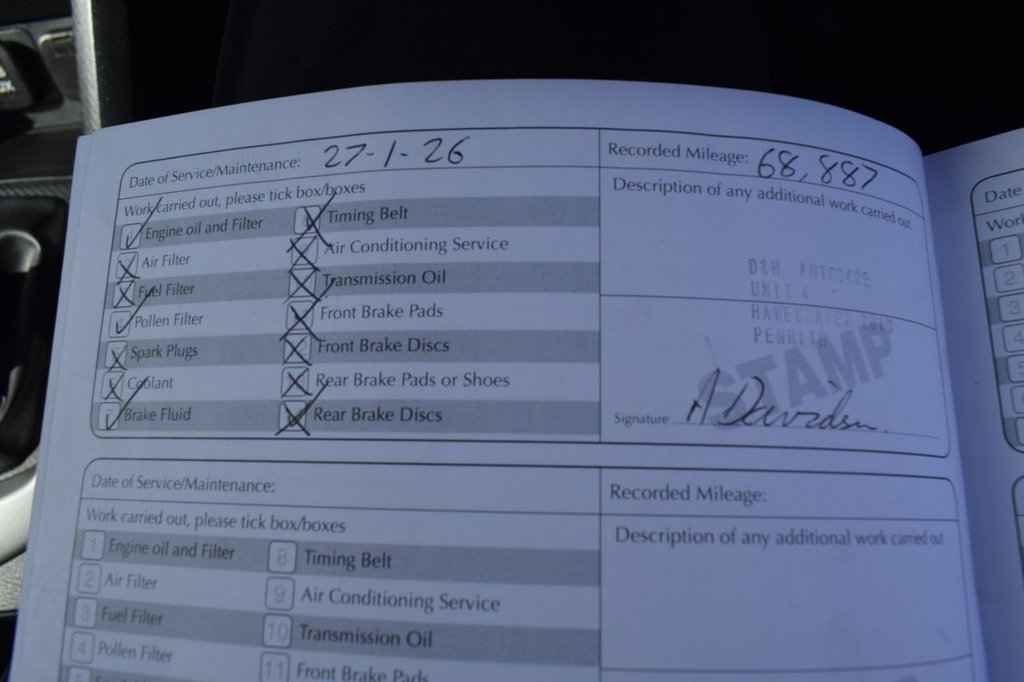 Date of Service/Maintenance: 27-1-26
Recorded Mileage: 68,887
Work carried out, please tick box/boxes
Engine oil and Filter
Air Filter
Fuel Filter
Pollen Filter
Spark Plugs
Coolant
Brake Fluid
Timing Belt
Air Conditioning Service
Transmission Oil
Front Brake Pads
Front Brake Discs
Rear Brake Pads or Shoes
Rear Brake Discs
Description of any additional work carried out
D&H AUTOCARE
UNIT 4
PENRITH
STAMP
Signature A Davidson
Date of Service/Maintenance:
Recorded Mileage:
Work carried out, please tick box/boxes
1 Engine oil and Filter
2 Air Filter
3 Fuel Filter
4 Pollen Filter
8 Timing Belt
9 Air Conditioning Service
10 Transmission Oil
11 Front Brake Pads
Description of any additional work carried out
Date
Work
1
2
3
4